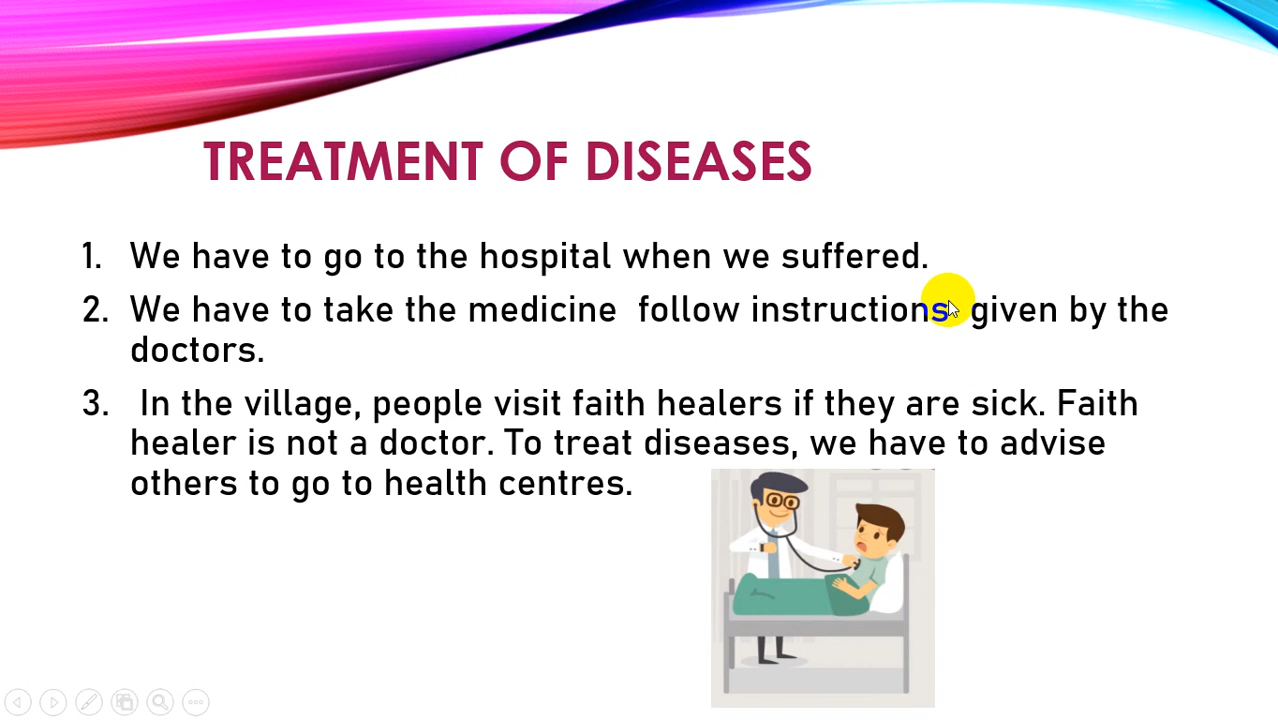 TREATMENT OF DISEASES
1. We have to go to the hospital when we suffered.
2. We have to take the medicine  follow instructions  given by the
doctors.
3. In the village, people visit faith healers if they are sick. Faith
healer is not a doctor. To treat diseases, we have to advise
others to go to health centres.